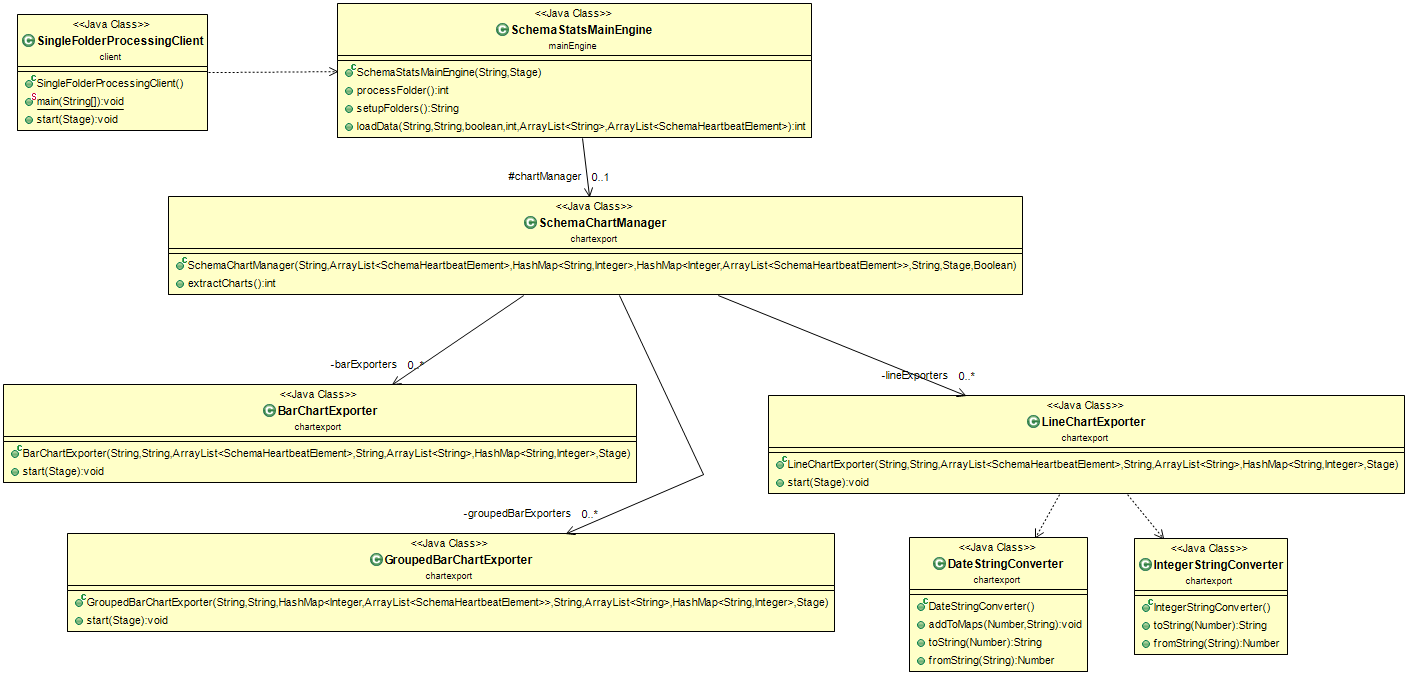 <<Java Class>>
SingleFolderProcessingClient
client
SingleFolderProcessingClient()
main(String[]):void
start(Stage):void
<<Java Class>>
SchemaStatsMainEngine
mainEngine
SchemaStatsMainEngine(String,Stage)
processFolder():int
setupFolders():String
loadData(String,String,boolean,int,ArrayList<String>,ArrayList<SchemaHeartbeatElement>):int
#chartManager 0..1
<<Java Class>>
SchemaChartManager
chartexport
SchemaChartManager(String,ArrayList<SchemaHeartbeatElement>,HashMap<String,Integer>,HashMap<Integer,ArrayList<SchemaHeartbeatElement>>,String,Stage,Boolean)
extractCharts():int
-barExporters 0..*
<<Java Class>>
BarChartExporter
chartexport
BarChartExporter(String,String,ArrayList<SchemaHeartbeatElement>,String,ArrayList<String>,HashMap<String,Integer>,Stage)
start(Stage):void
-lineExporters 0..*
<<Java Class>>
LineChartExporter
chartexport
LineChartExporter(String,String,ArrayList<SchemaHeartbeatElement>,String,ArrayList<String>,HashMap<String,Integer>,Stage)
start(Stage):void
-groupedBarExporters 0..*
<<Java Class>>
GroupedBarChartExporter
chartexport
GroupedBarChartExporter(String,String,HashMap<Integer,ArrayList<SchemaHeartbeatElement>>,String,ArrayList<String>,HashMap<String,Integer>,Stage)
start(Stage):void
<<Java Class>>
DateStringConverter
chartexport
DateStringConverter()
addToMaps(Number,String):void
toString(Number):String
fromString(String):Number
<<Java Class>>
IntegerStringConverter
chartexport
IntegerStringConverter()
toString(Number):String
fromString(String):Number